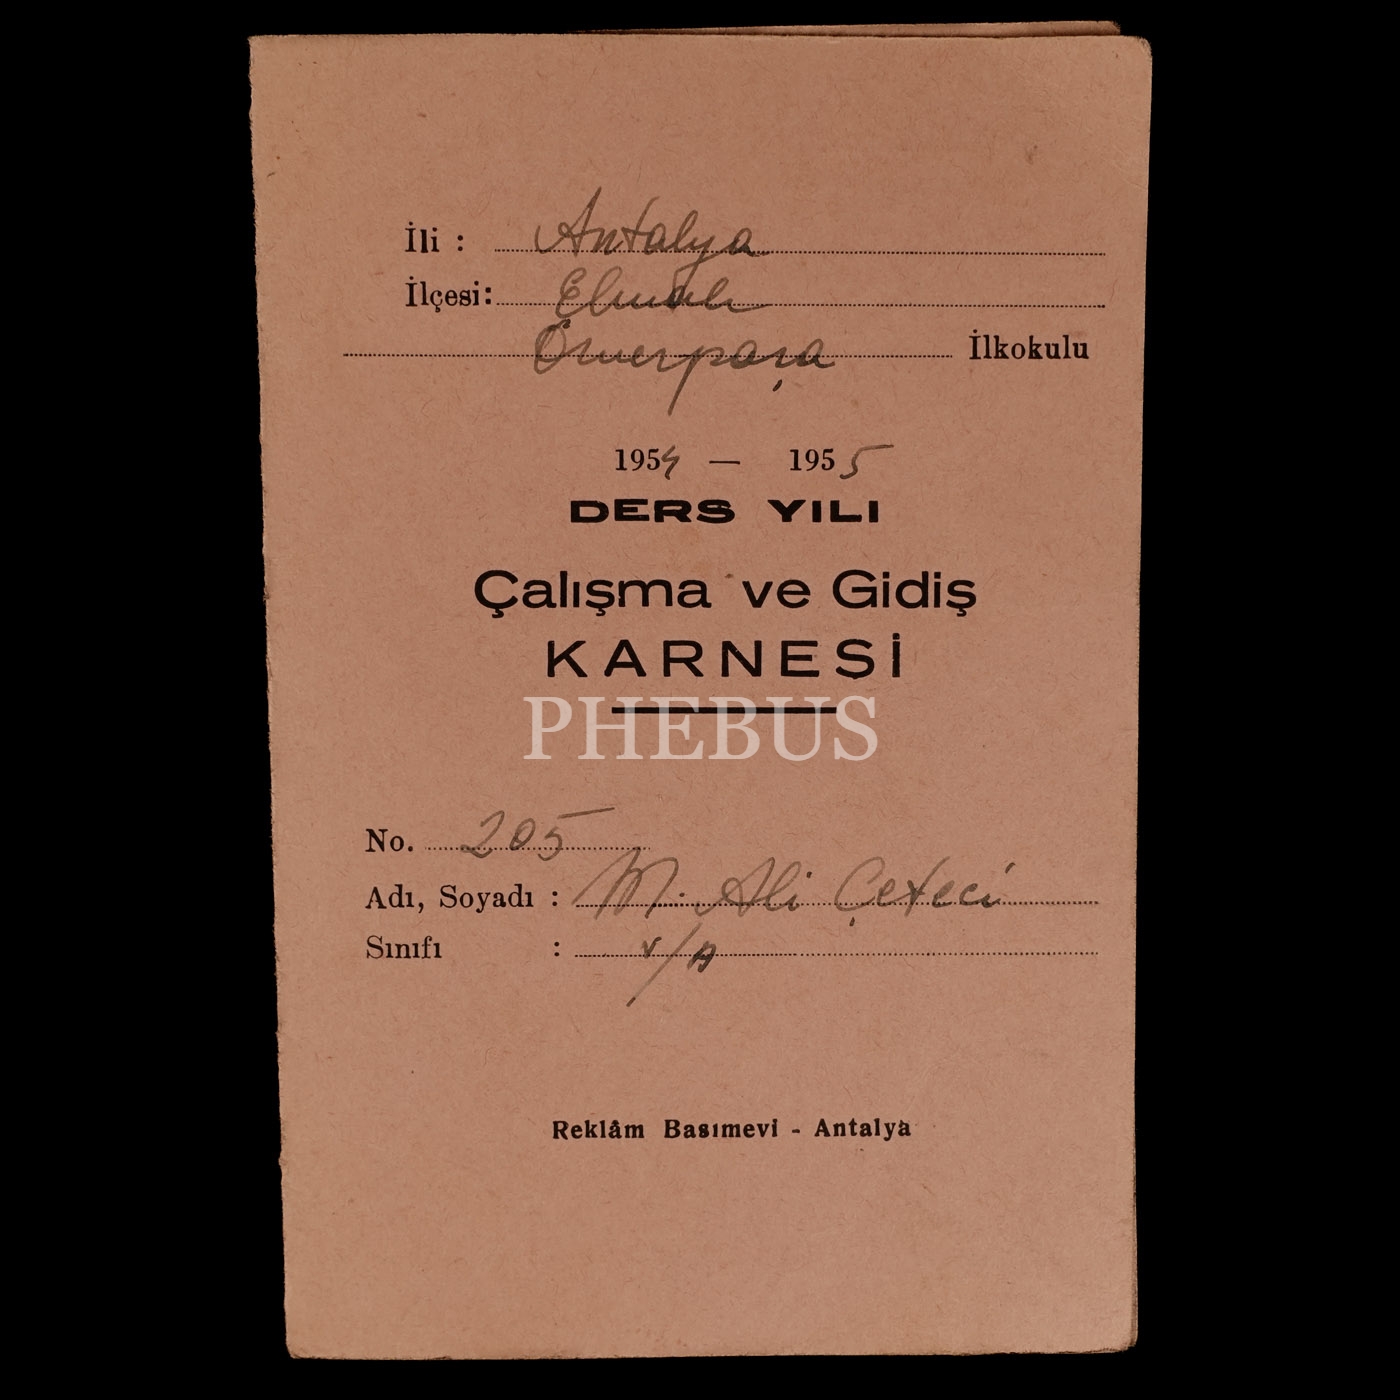 İli : Antalya
İlçesi: Elmalı
Ömerpaşa İlkokulu
1954 — 1955
DERS YILI
Çalışma ve Gidiş
KARNESİ
PHEBUS
No. 205
Adı, Soyadı : M. Ali Çeteci
Sınıfı : V/A
Reklâm Basımevi - Antalya